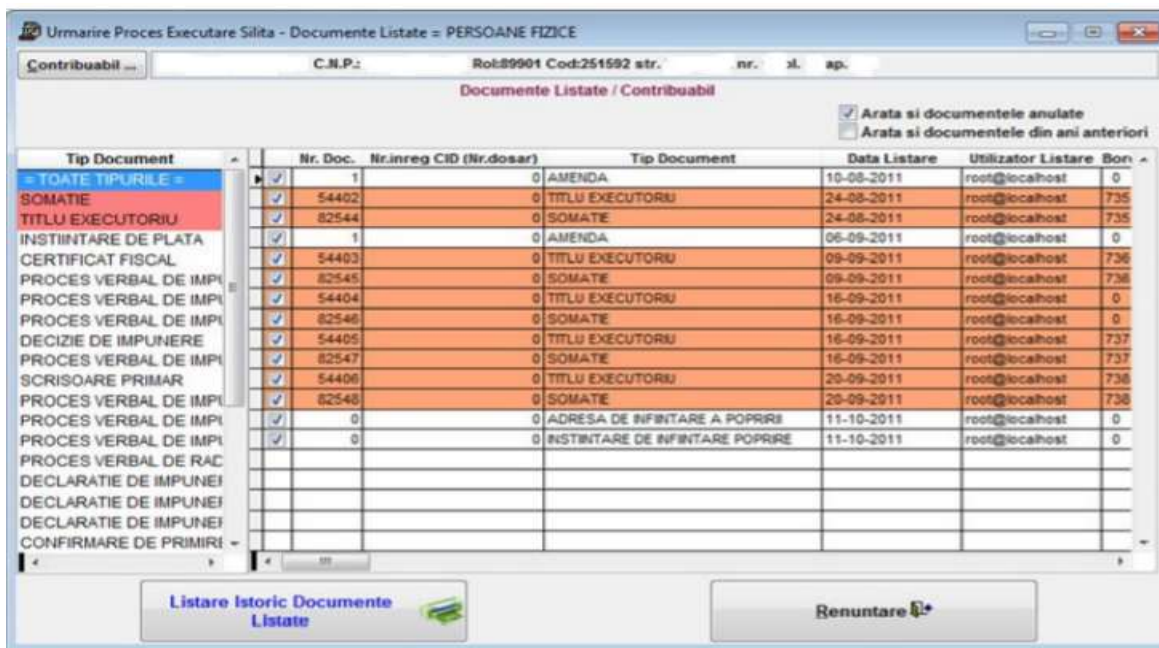 Urmarire Proces Executare Silita - Documente Listate = PERSOANE FIZICE
Contribuabil ... C.N.P.: Rol:89901 Cod:251592 str. nr. ap.
Documente Listate / Contribuabil
Arata si documentele anulate
Arata si documentele din ani anteriori
Tip Document
= TOATE TIPURILE =
SOMATIE
TITLU EXECUTORIU
INSTIINTARE DE PLATA
CERTIFICAT FISCAL
PROCES VERBAL DE IMPU
PROCES VERBAL DE IMPU
PROCES VERBAL DE IMPU
DECIZIE DE IMPUNERE
PROCES VERBAL DE IMPU
SCRISOARE PRIMAR
PROCES VERBAL DE IMPU
PROCES VERBAL DE IMPU
PROCES VERBAL DE IMPU
PROCES VERBAL DE RAD
DECLARATIE DE IMPUNER
DECLARATIE DE IMPUNER
DECLARATIE DE IMPUNER
CONFIRMARE DE PRIMIRE
Nr. Doc. Nr.inreg CID (Nr.dosar) Tip Document Data Listare Utilizator Listare Bor
1 0 AMENDA 10-08-2011 root@localhost 0
54402 0 TITLU EXECUTORIU 24-08-2011 root@localhost 735
82544 0 SOMATIE 24-08-2011 root@localhost 735
1 0 AMENDA 06-09-2011 root@localhost 0
54403 0 TITLU EXECUTORIU 09-09-2011 root@localhost 736
82545 0 SOMATIE 09-09-2011 root@localhost 736
54404 0 TITLU EXECUTORIU 16-09-2011 root@localhost 0
82546 0 SOMATIE 16-09-2011 root@localhost 0
54405 0 TITLU EXECUTORIU 16-09-2011 root@localhost 737
82547 0 SOMATIE 16-09-2011 root@localhost 737
54406 0 TITLU EXECUTORIU 20-09-2011 root@localhost 738
82548 0 SOMATIE 20-09-2011 root@localhost 738
0 0 ADRESA DE INFIINTARE A POPRIRII 11-10-2011 root@localhost 0
0 0 INSTIINTARE DE INFIINTARE POPRIRE 11-10-2011 root@localhost 0
Listare Istoric Documente
Listate
Renuntare